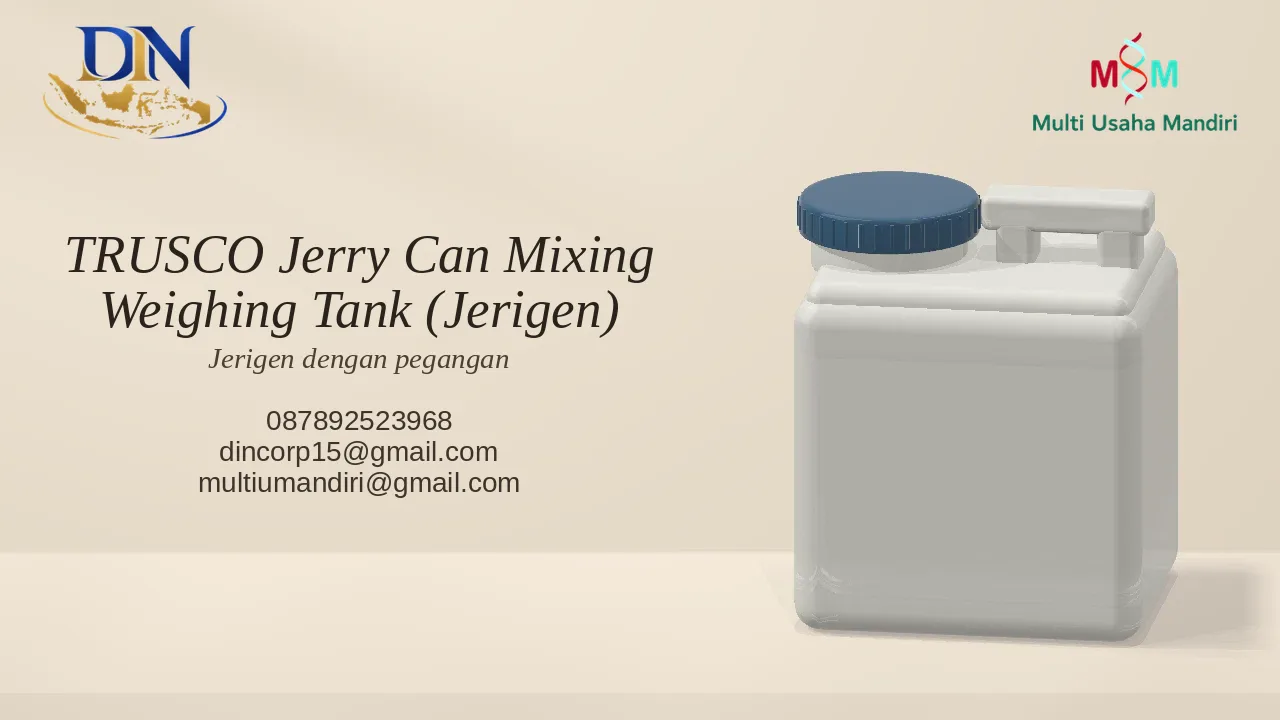 DN
MSM
Multi Usaha Mandiri
TRUSCO Jerry Can Mixing
Weighing Tank (Jerigen)
Jerigen dengan pegangan
087892523968
dincorp15@gmail.com
multiumandiri@gmail.com